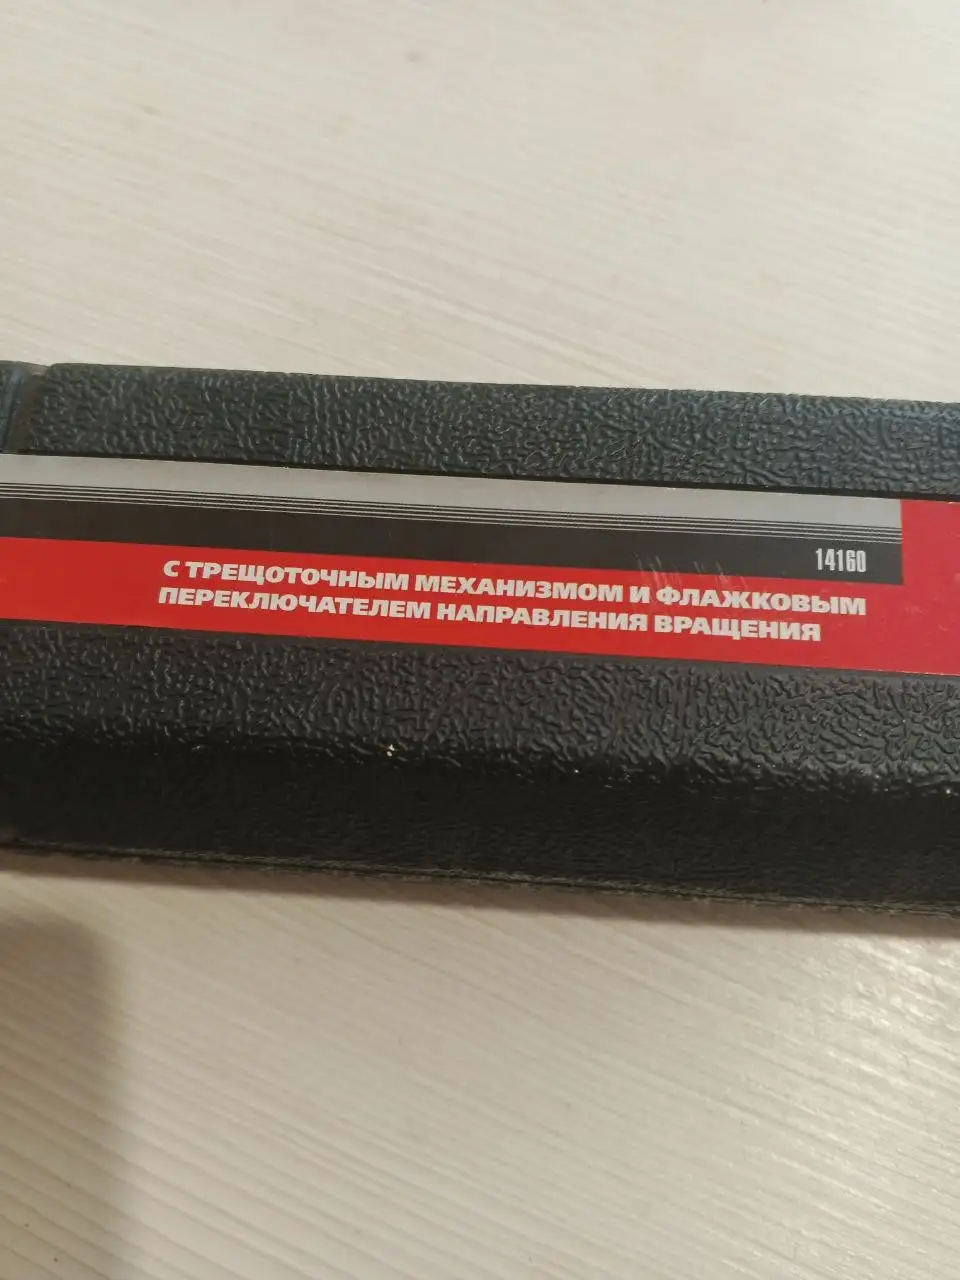 14160
С ТРЕЩОТОЧНЫМ МЕХАНИЗМОМ И ФЛАЖКОВЫМ
ПЕРЕКЛЮЧАТЕЛЕМ НАПРАВЛЕНИЯ ВРАЩЕНИЯ